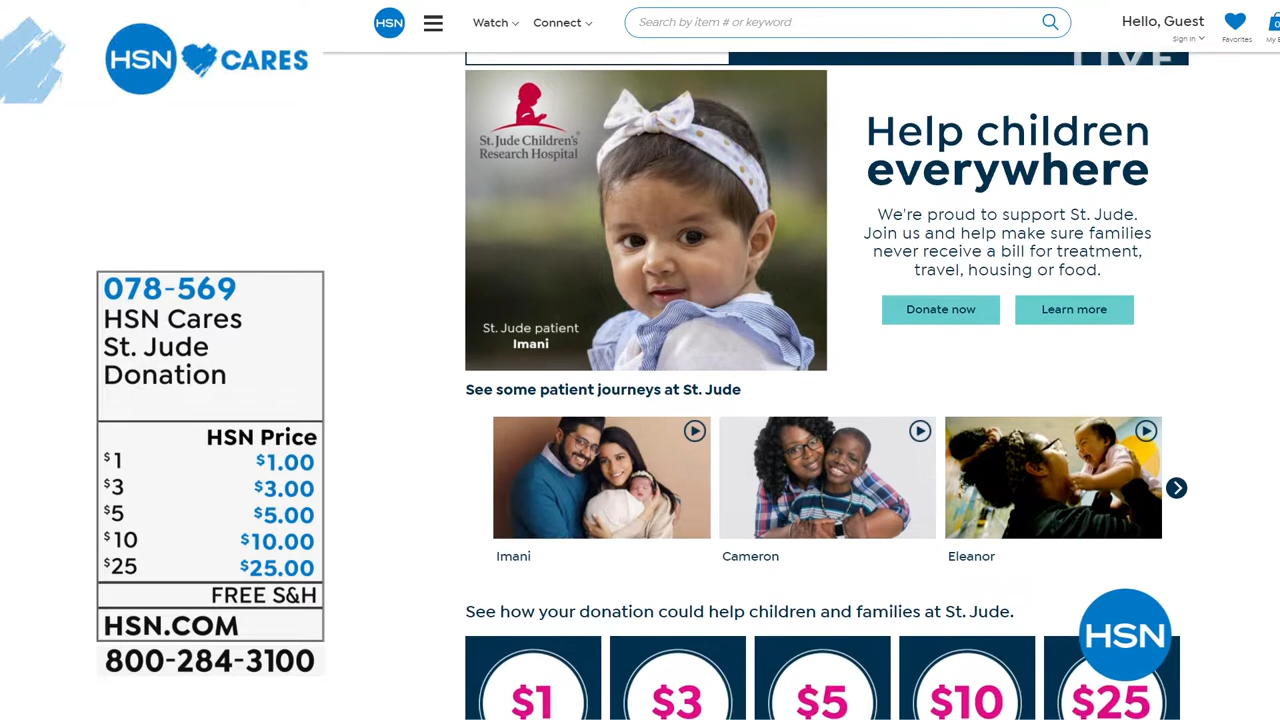 HSN CARES
078-569
HSN Cares
St. Jude
Donation
HSN Price
$1 $1.00
$3 $3.00
$5 $5.00
$10 $10.00
$25 $25.00
FREE S&H
HSN.COM
800-284-3100
HSN
Watch
Connect
Search by item # or keyword
Hello, Guest
Sign In
Favorites
LIVE
St. Jude Children's®
Research Hospital
St. Jude patient
Imani
Help children
everywhere
We're proud to support St. Jude.
Join us and help make sure families
never receive a bill for treatment,
travel, housing or food.
Donate now
Learn more
See some patient journeys at St. Jude
Imani
Cameron
Eleanor
See how your donation could help children and families at St. Jude.
HSN
$1
$3
$5
$10
$25